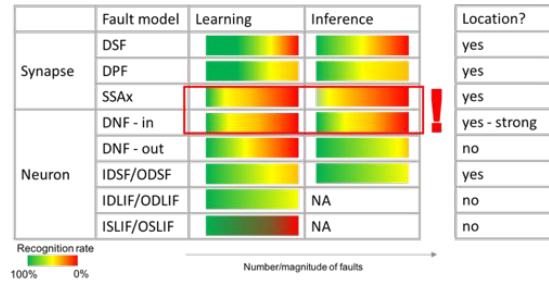 Fault model Learning Inference Location?
Synapse
DSF yes
DPF yes
SSAx yes
!
Neuron
DNF - in yes - strong
DNF - out no
IDSF/ODSF yes
IDLIF/ODLIF NA no
ISLIF/OSLIF NA no
Recognition rate
100% 0%
Number/magnitude of faults